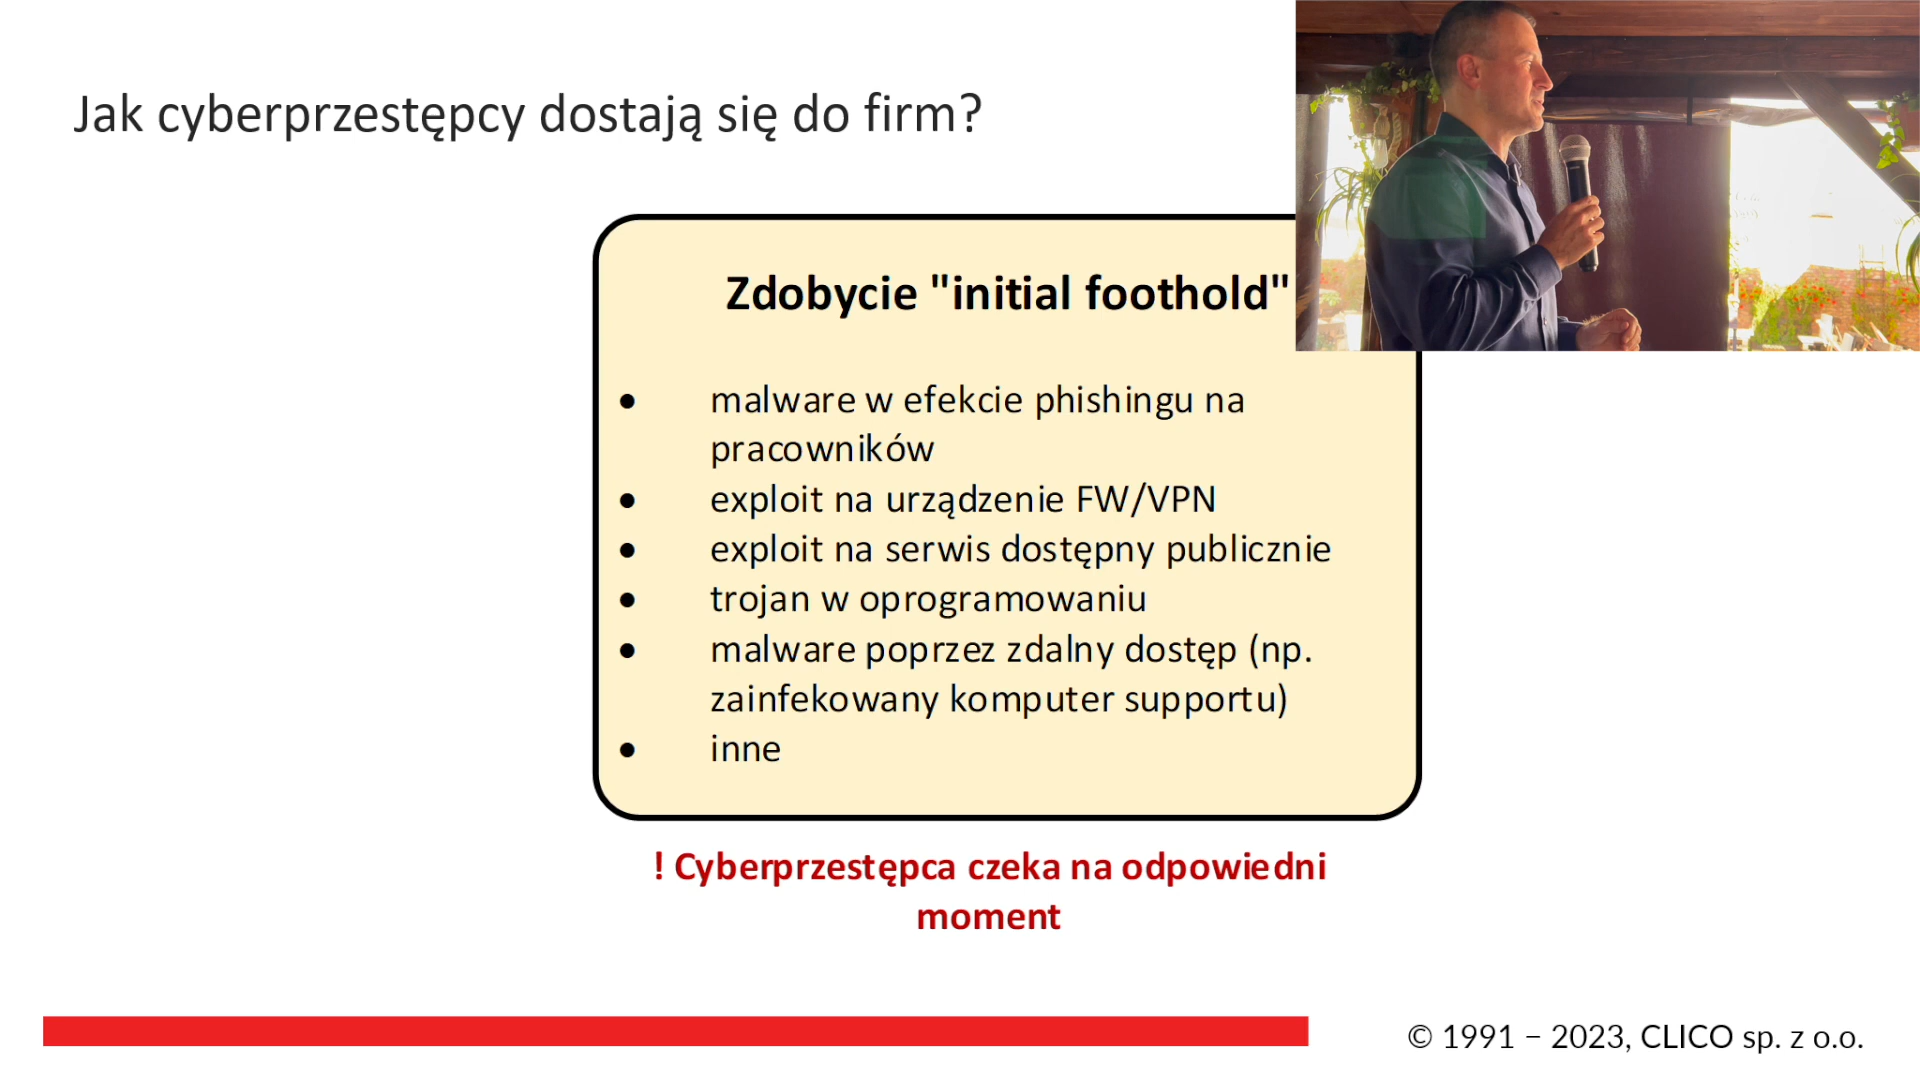 Jak cyberprzestępcy dostają się do firm?
Zdobycie "initial foothold"
• malware w efekcie phishingu na
pracowników
• exploit na urządzenie FW/VPN
• exploit na serwis dostępny publicznie
• trojan w oprogramowaniu
• malware poprzez zdalny dostęp (np.
zainfekowany komputer supportu)
• inne
! Cyberprzestępca czeka na odpowiedni
moment
© 1991 – 2023, CLICO sp. z o.o.